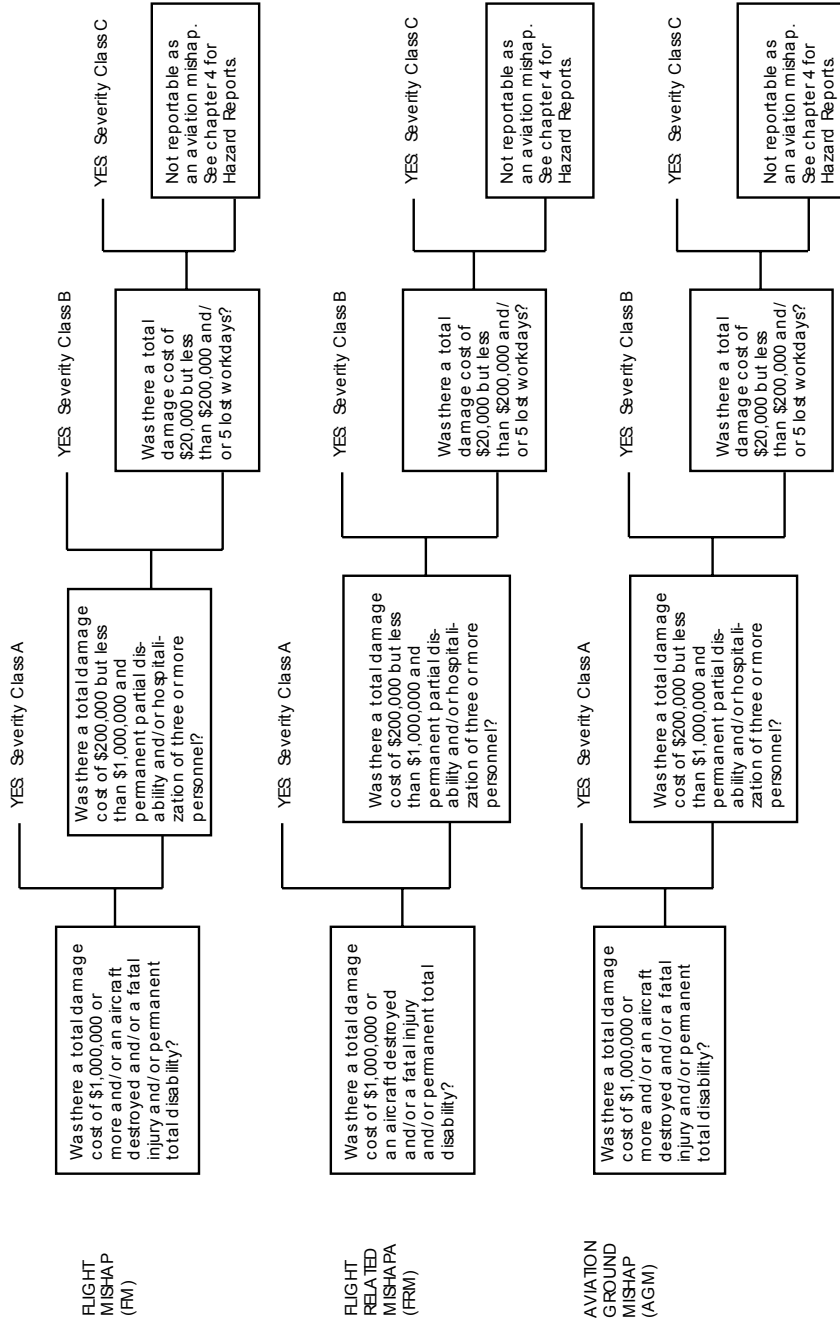 FLIGHT
MISHAP
(FM)
Was there a total damage
cost of $1,000,000 or
more and/or an aircraft
destroyed and/or a fatal
injury and/or permanent
total disability?
YES: Severity Class A
Was there a total damage
cost of $200,000 but less
than $1,000,000 and
permanent partial dis-
ability and/or hospitali-
zation of three or more
personnel?
YES: Severity Class B
Was there a total
damage cost of
$20,000 but less
than $200,000 and/
or 5 lost workdays?
YES: Severity Class C
Not reportable as
an aviation mishap.
See chapter 4 for
Hazard Reports.
FLIGHT
RELATED
MISHAPA
(FRM)
Was there a total damage
cost of $1,000,000 or
an aircraft destroyed
and/or a fatal injury
and/or permanent total
disability?
YES: Severity Class A
Was there a total damage
cost of $200,000 but less
than $1,000,000 and
permanent partial dis-
ability and/or hospitali-
zation of three or more
personnel?
YES: Severity Class B
Was there a total
damage cost of
$20,000 but less
than $200,000 and/
or 5 lost workdays?
YES: Severity Class C
Not reportable as
an aviation mishap.
See chapter 4 for
Hazard Reports.
AVIATION
GROUND
MISHAP
(AGM)
Was there a total damage
cost of $1,000,000 or
more and/or an aircraft
destroyed and/or a fatal
injury and/or permanent
total disability?
YES: Severity Class A
Was there a total damage
cost of $200,000 but less
than $1,000,000 and
permanent partial dis-
ability and/or hospitali-
zation of three or more
personnel?
YES: Severity Class B
Was there a total
damage cost of
$20,000 but less
than $200,000 and/
or 5 lost workdays?
YES: Severity Class C
Not reportable as
an aviation mishap.
See chapter 4 for
Hazard Reports.